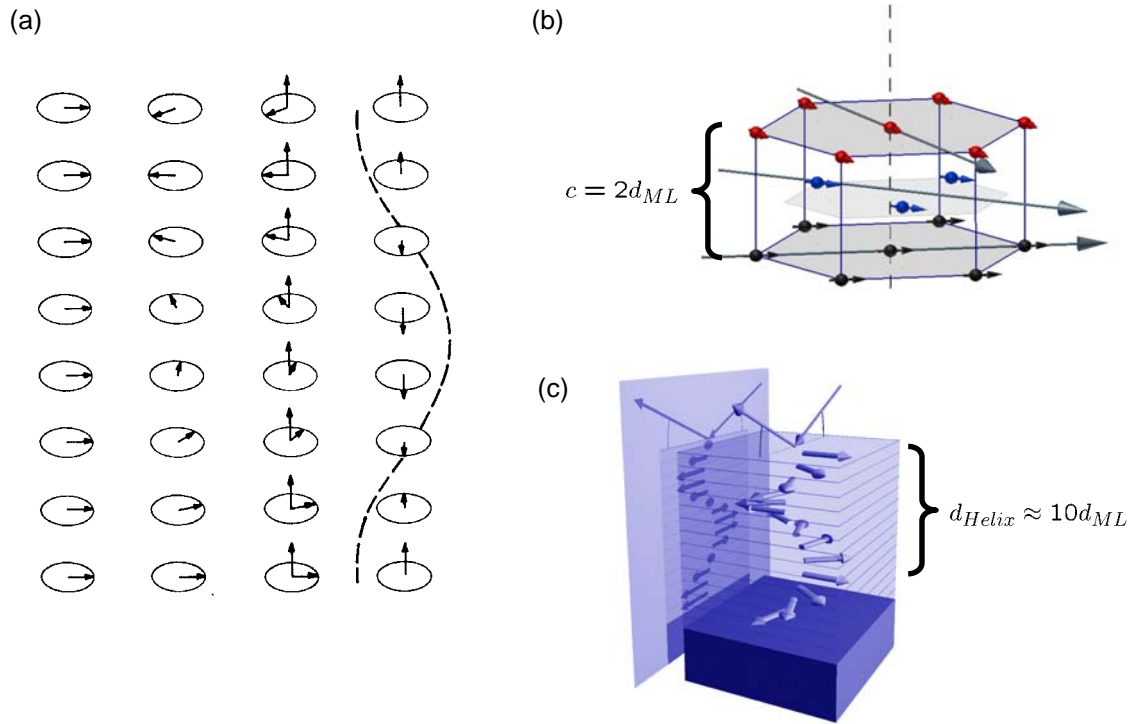 (a)
(b)
c = 2d_{ML}
(c)
d_{Helix} ≈ 10d_{ML}